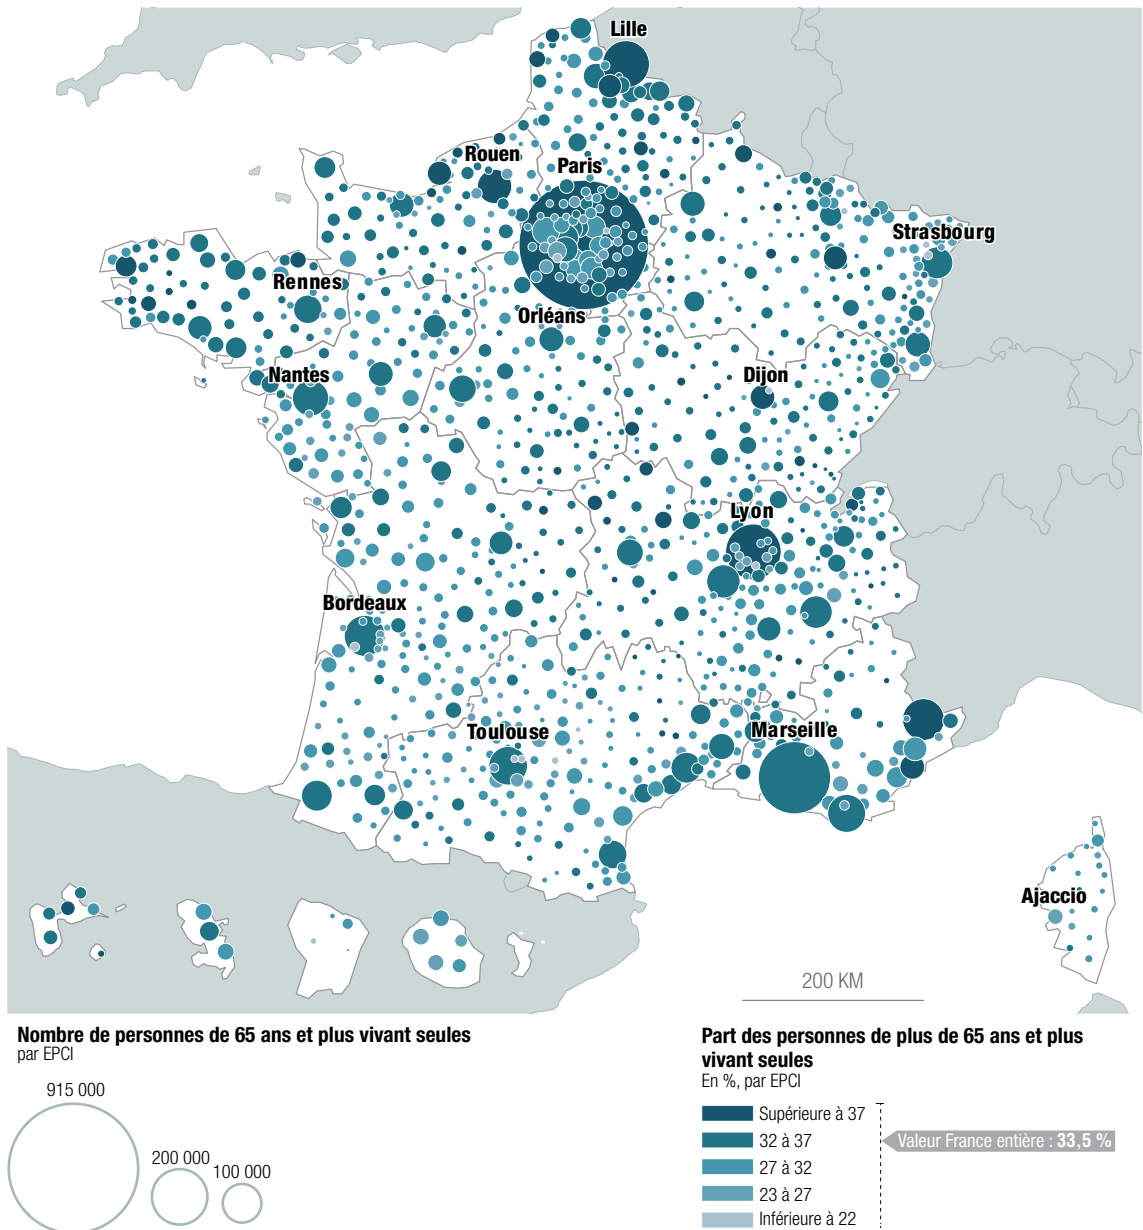 Lille
Rouen
Paris
Strasbourg
Rennes
Orléans
Nantes
Dijon
Lyon
Bordeaux
Toulouse
Marseille
Ajaccio
200 KM
Nombre de personnes de 65 ans et plus vivant seules
par EPCI
915 000
200 000
100 000
Part des personnes de plus de 65 ans et plus
vivant seules
En %, par EPCI
Supérieure à 37
32 à 37
27 à 32
23 à 27
Inférieure à 22
Valeur France entière : 33,5 %